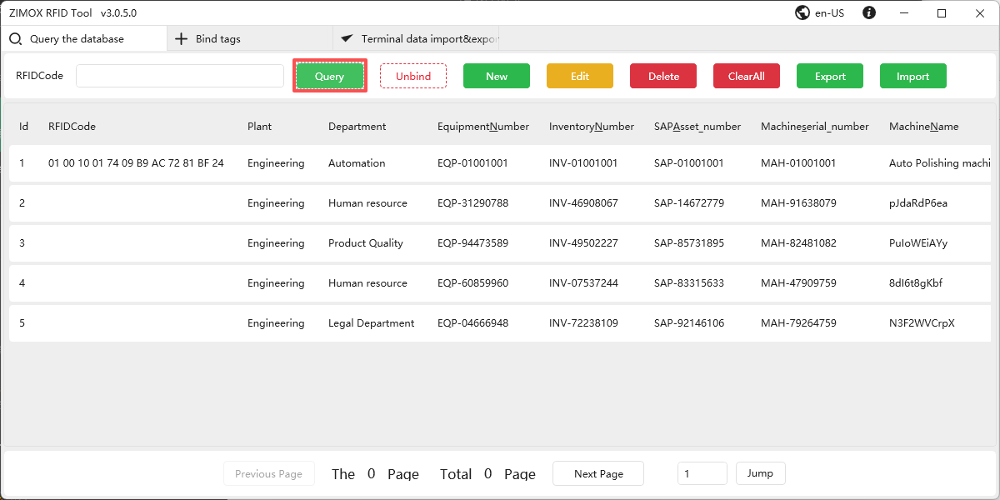 ZIMOX RFID Tool v3.0.5.0 en-US
Query the database Bind tags Terminal data import&expor
RFIDCode Query Unbind New Edit Delete ClearAll Export Import
Id RFIDCode Plant Department EquipmentNumber InventoryNumber SAPAsset_number Machineserial_number MachineName
1 01 00 10 01 74 09 B9 AC 72 81 BF 24 Engineering Automation EQP-01001001 INV-01001001 SAP-01001001 MAH-01001001 Auto Polishing machi
2 Engineering Human resource EQP-31290788 INV-46908067 SAP-14672779 MAH-91638079 pJdaRdP6ea
3 Engineering Product Quality EQP-94473589 INV-49502227 SAP-85731895 MAH-82481082 PuIoWEiAYy
4 Engineering Human resource EQP-60859960 INV-07537244 SAP-83315633 MAH-47909759 8dI6t8gKbf
5 Engineering Legal Department EQP-04666948 INV-72238109 SAP-92146106 MAH-79264759 N3F2WVCrpX
Previous Page The 0 Page Total 0 Page Next Page 1 Jump